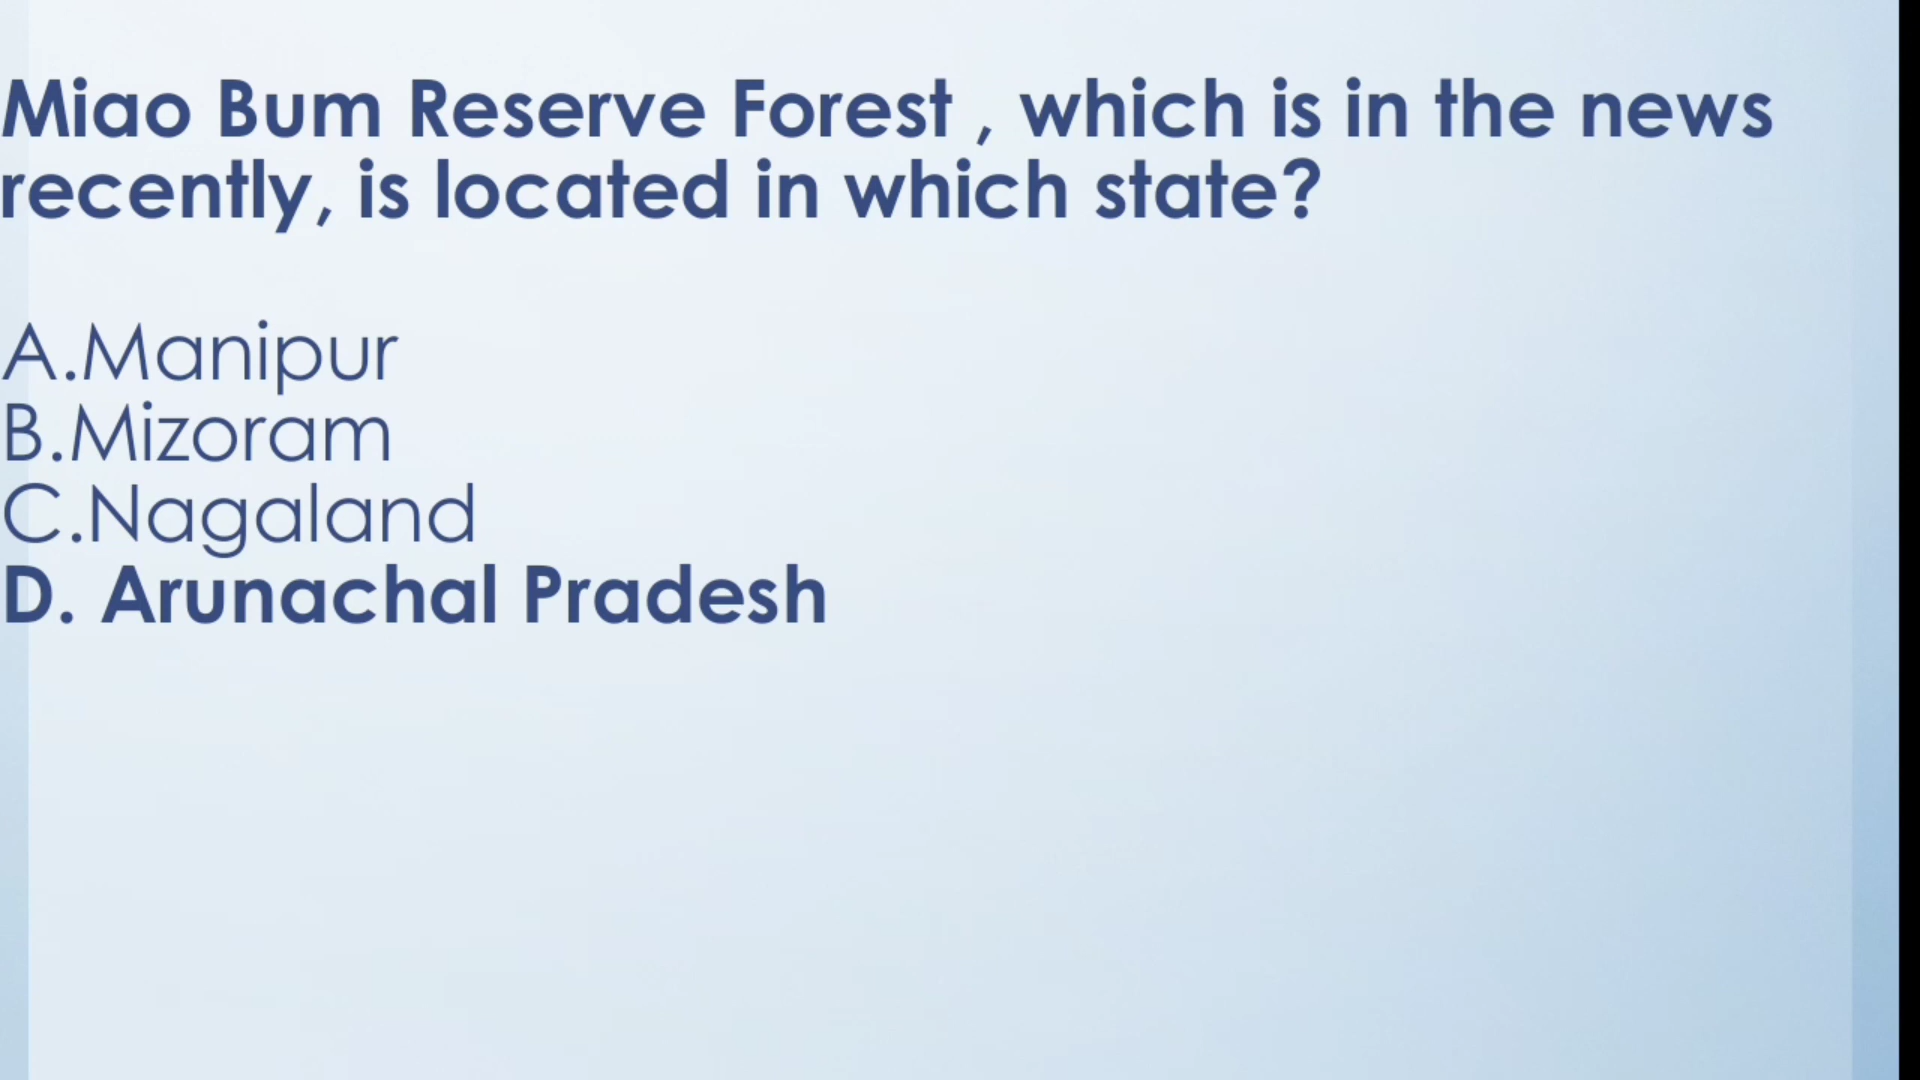 Miao Bum Reserve Forest , which is in the news
recently, is located in which state?
A.Manipur
B.Mizoram
C.Nagaland
D. Arunachal Pradesh